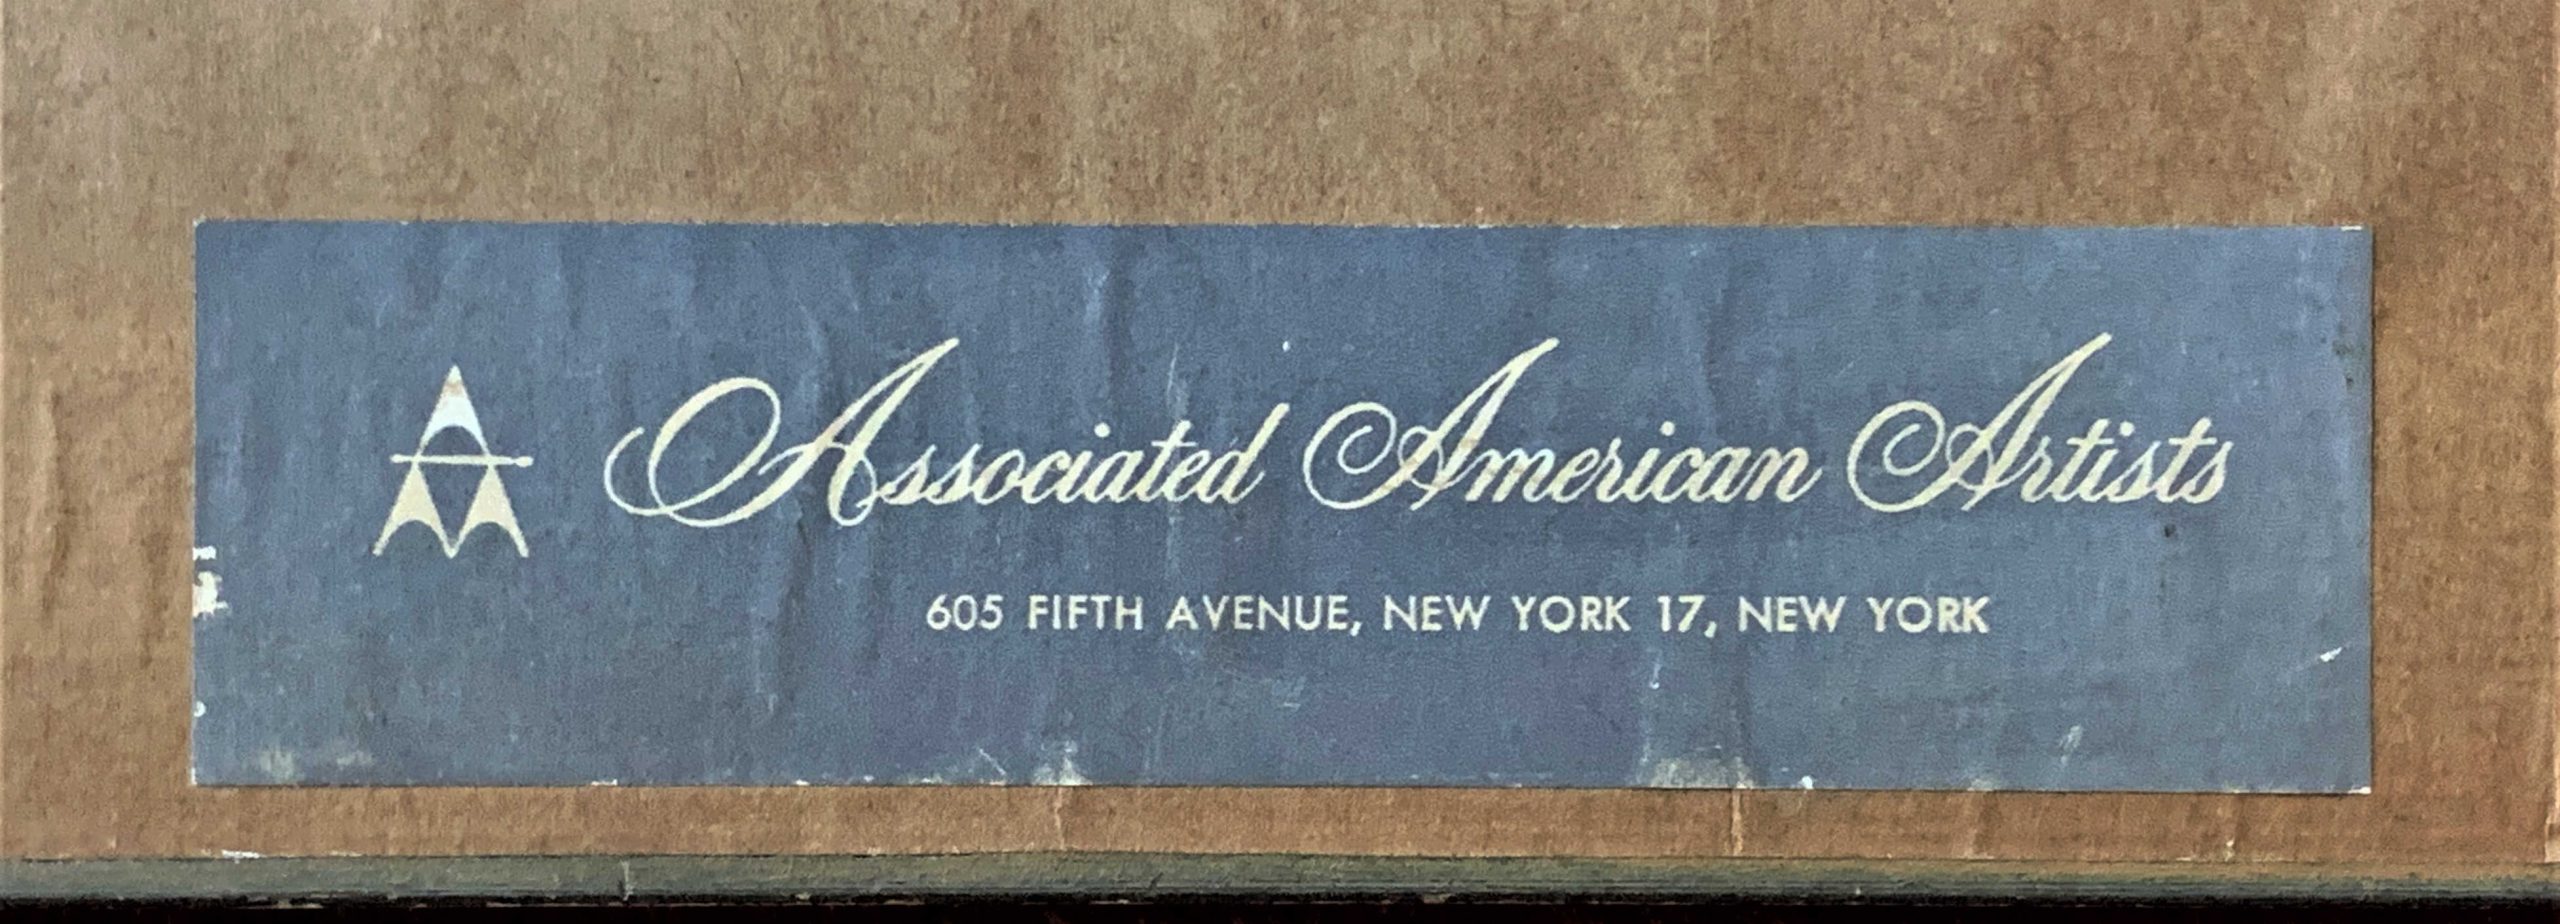 Associated American Artists
605 FIFTH AVENUE, NEW YORK 17, NEW YORK